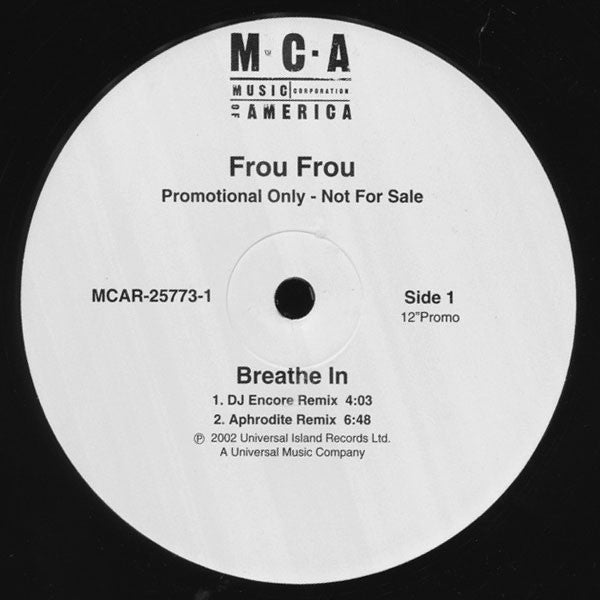 M·C·A
MUSIC CORPORATION
OF AMERICA
Frou Frou
Promotional Only - Not For Sale
MCAR-25773-1
Side 1
12"Promo
Breathe In
1. DJ Encore Remix 4:03
2. Aphrodite Remix 6:48
℗ 2002 Universal Island Records Ltd.
A Universal Music Company